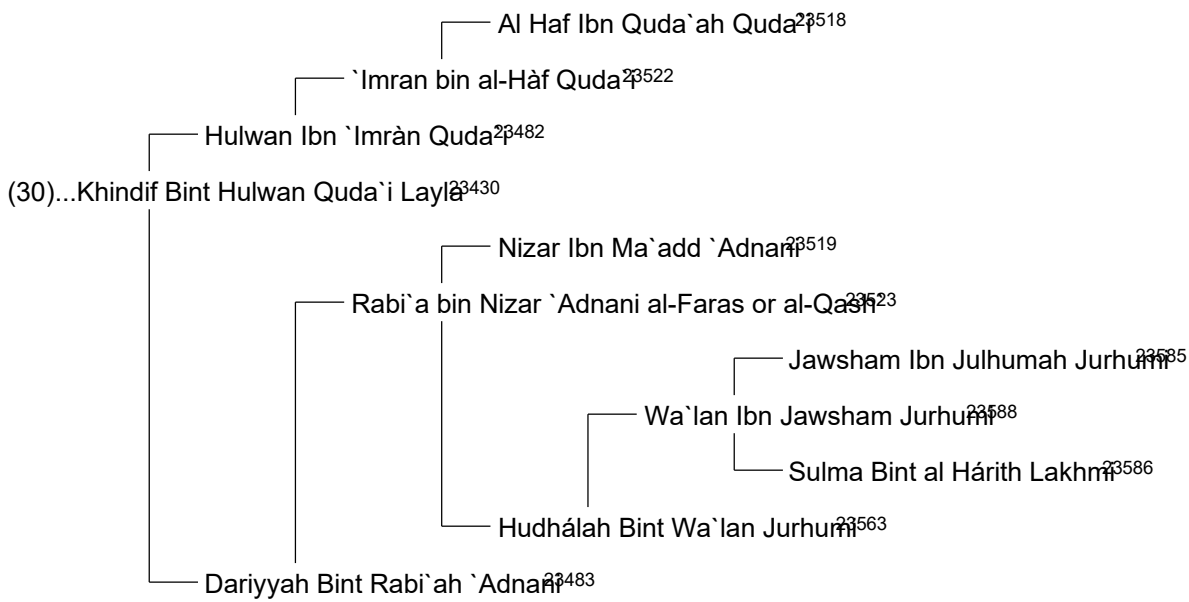 Al Haf Ibn Quda`ah Quda`i23518
`Imran bin al-Hàf Quda`i23522
Hulwan Ibn `Imràn Quda`i23482
(30)...Khindif Bint Hulwan Quda`i Layla23430
Nizar Ibn Ma`add `Adnani23519
Rabi`a bin Nizar `Adnani al-Faras or al-Qash`23523
Jawsham Ibn Julhumah Jurhumi23585
Wa`lan Ibn Jawsham Jurhumi23588
Sulma Bint al Hárith Lakhmi23586
Hudhálah Bint Wa`lan Jurhumi23563
Dariyyah Bint Rabi`ah `Adnani23483